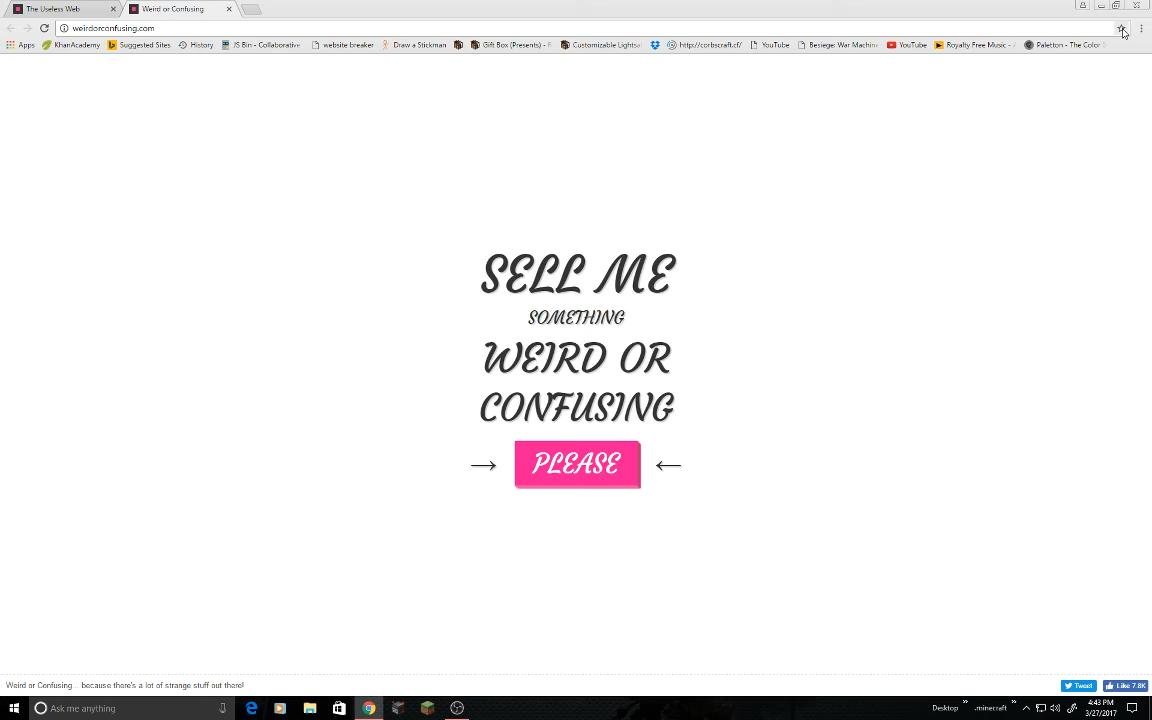 The Useless Web
Weird or Confusing
weirdorconfusing.com
Apps KhanAcademy Suggested Sites History JS Bin - Collaborative website breaker Draw a Stickman Gift Box (Presents) - F Customizable Lightsa http://corbscraft.cf/ YouTube Besiege: War Machine YouTube Royalty Free Music - Paletton - The Color
SELL ME
SOMETHING
WEIRD OR
CONFUSING
→ PLEASE ←
Weird or Confusing... because there's a lot of strange stuff out there!
Tweet Like 7.8K
Ask me anything
Desktop » .minecraft »
4:43 PM
3/27/2017